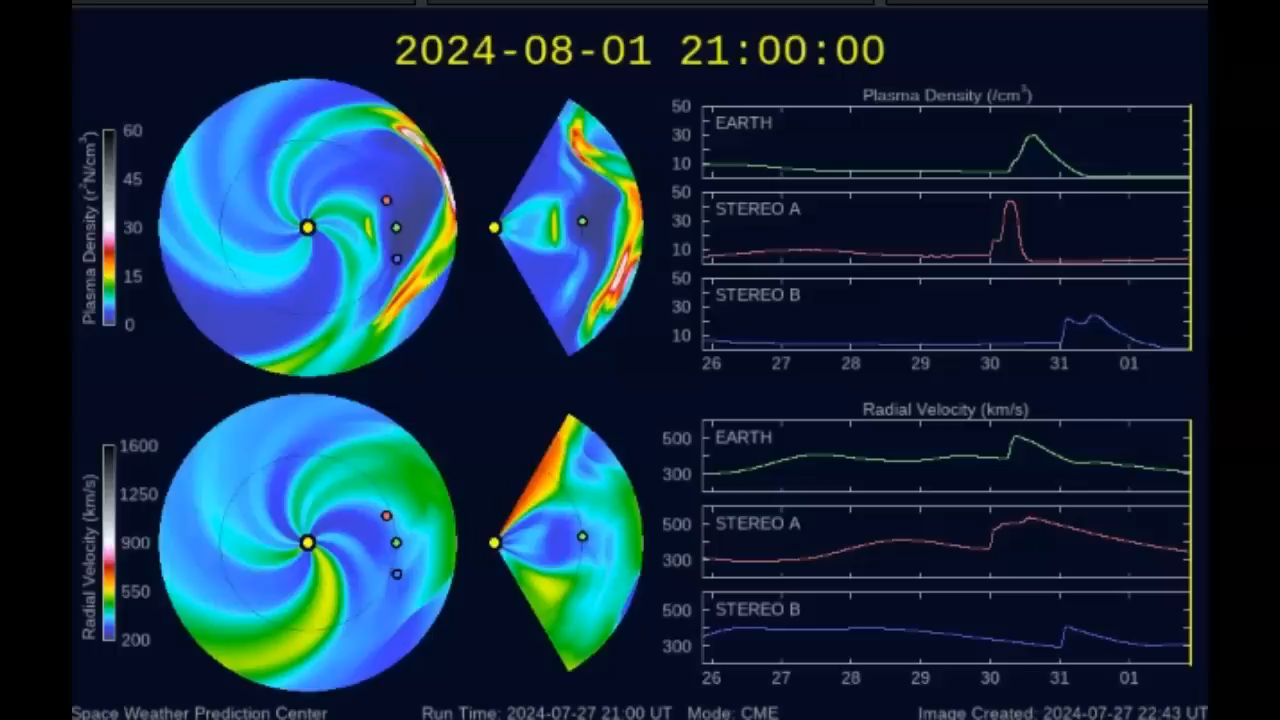 2024-08-01 21:00:00
Plasma Density (r²N/cm³)
60
45
30
15
0
Plasma Density (/cm³)
50
30
10
EARTH
50
30
10
STEREO A
50
30
10
STEREO B
26 27 28 29 30 31 01
Radial Velocity (km/s)
1600
1250
900
550
200
Radial Velocity (km/s)
500
300
EARTH
500
300
STEREO A
500
300
STEREO B
26 27 28 29 30 31 01
Space Weather Prediction Center Run Time: 2024-07-27 21:00 UT Mode: CME Image Created: 2024-07-27 22:43 UT